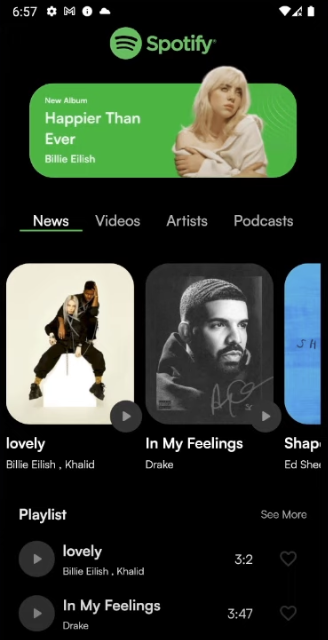 6:57
Spotify
New Album
Happier Than
Ever
Billie Eilish
News Videos Artists Podcasts
lovely In My Feelings Shap
Billie Eilish , Khalid Drake Ed She
Playlist See More
lovely 3:2
Billie Eilish , Khalid
In My Feelings 3:47
Drake